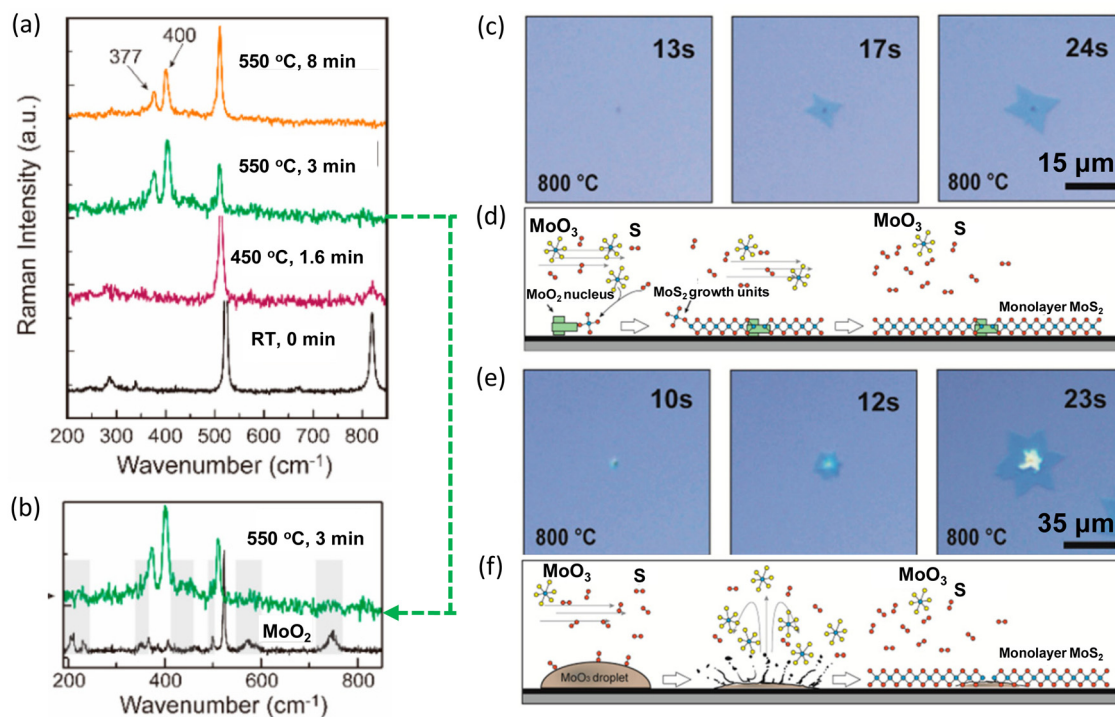 (a)
377
400
550 °C, 8 min
550 °C, 3 min
450 °C, 1.6 min
RT, 0 min
Raman Intensity (a.u.)
200 300 400 500 600 700 800
Wavenumber (cm⁻¹)
(b)
550 °C, 3 min
MoO₂
200 400 600 800
Wavenumber (cm⁻¹)
(c)
13s
800 °C
17s
24s
800 °C
15 µm
(d)
MoO₃ S
MoO₂ nucleus
MoS₂ growth units
MoO₃
S
Monolayer MoS₂
(e)
10s
800 °C
12s
23s
800 °C
35 µm
(f)
MoO₃ S
MoO₃ droplet
MoO₃
S
Monolayer MoS₂